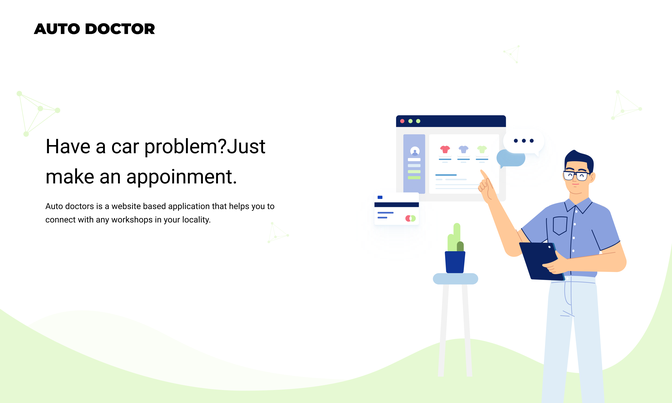 AUTO DOCTOR
Have a car problem?Just
make an appoinment.
Auto doctors is a website based application that helps you to
connect with any workshops in your locality.